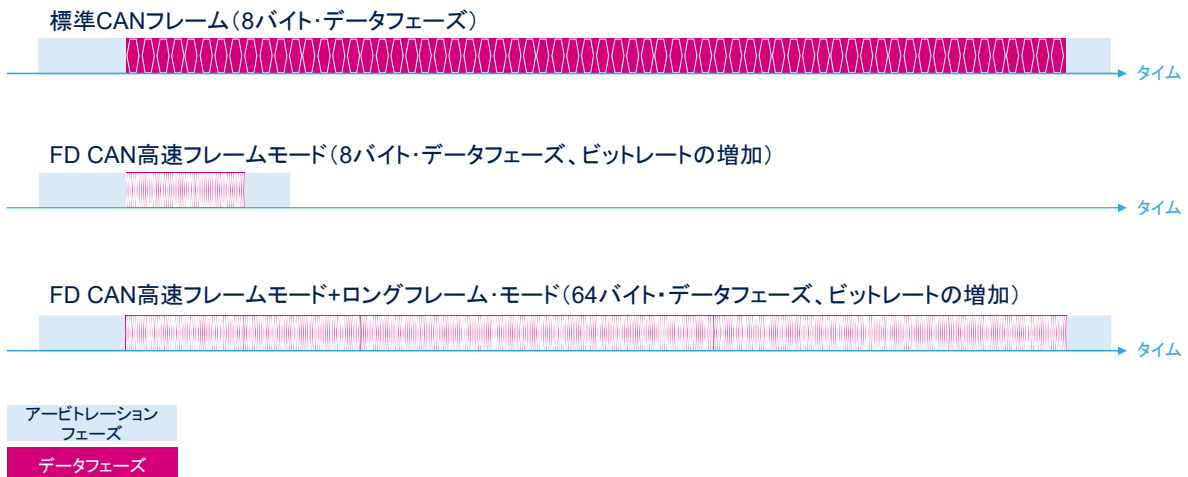 標準CANフレーム(8バイト・データフェーズ)
タイム
FD CAN高速フレームモード(8バイト・データフェーズ、ビットレートの増加)
タイム
FD CAN高速フレームモード+ロングフレーム・モード(64バイト・データフェーズ、ビットレートの増加)
タイム
アービトレーション
フェーズ
データフェーズ